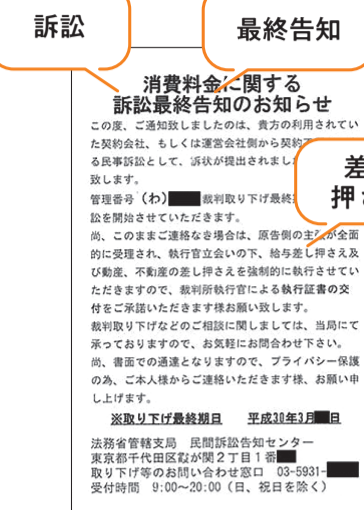 訴訟
最終告知
消費料金に関する
訴訟最終告知のお知らせ
この度、ご通知致しましたのは、貴方の利用されてい
た契約会社、もしくは運営会社側から契約不
る民事訴訟として、訴状が提出されまし
致します。
差
押さ
管理番号（わ） 裁判取り下げ最終
訟を開始させていただきます。
尚、このままご連絡なき場合は、原告側の主張が全面
的に受理され、執行官立会いの下、給与差し押さえ及
び動産、不動産の差し押さえを強制的に執行させてい
ただきますので、裁判所執行官による執行証書の交
付をご承諾いただきます様お願い致します。
裁判取り下げなどのご相談に関しましては、当局にて
承っておりますので、お気軽にお問合わせ下さい。
尚、書面での通達となりますので、プライバシー保護
の為、ご本人様からご連絡いただきます様、お願い申
し上げます。
※取り下げ最終期日 平成30年3月 日
法務省管轄支局 民間訴訟告知センター
東京都千代田区霞が関2丁目1番
取り下げ等のお問い合わせ窓口 03-5931-
受付時間 9:00〜20:00（日、祝日を除く）